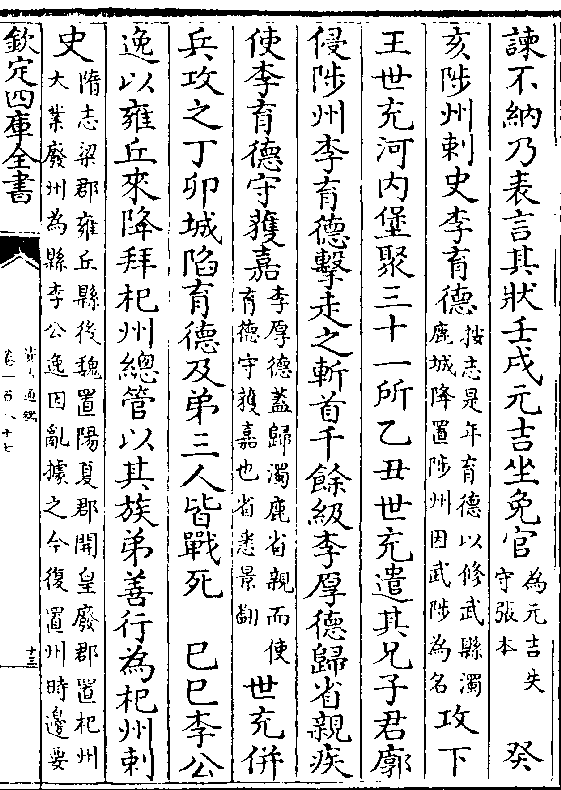 諫不納乃表言其狀壬戌元吉坐免官為元吉失守張本 癸
亥陟州刺史李育德按志是年育德以修武縣濁鹿城降置陟州因武陟為名攻下
王世充河内堡聚三十一所乙丑世充遣其兄子君廓
侵陟州李育德擊走之斬首千餘級李厚德歸省親疾
使李育德守獲嘉李厚德蓋歸濁鹿省親而使育德守獲嘉也省悉景翻世充併
兵攻之丁卯城陷育德及弟三人皆戰死 巳巳李公
逸以雍丘來降拜杞州總管以其族弟善行為杞州刺
史隋志梁郡雍丘縣後魏置陽夏郡開皇廢郡置杞州大業廢州為縣李公逸因亂據之今復置州時邊要
欽定四庫全書
資治通鑑
卷一百八十七
十三